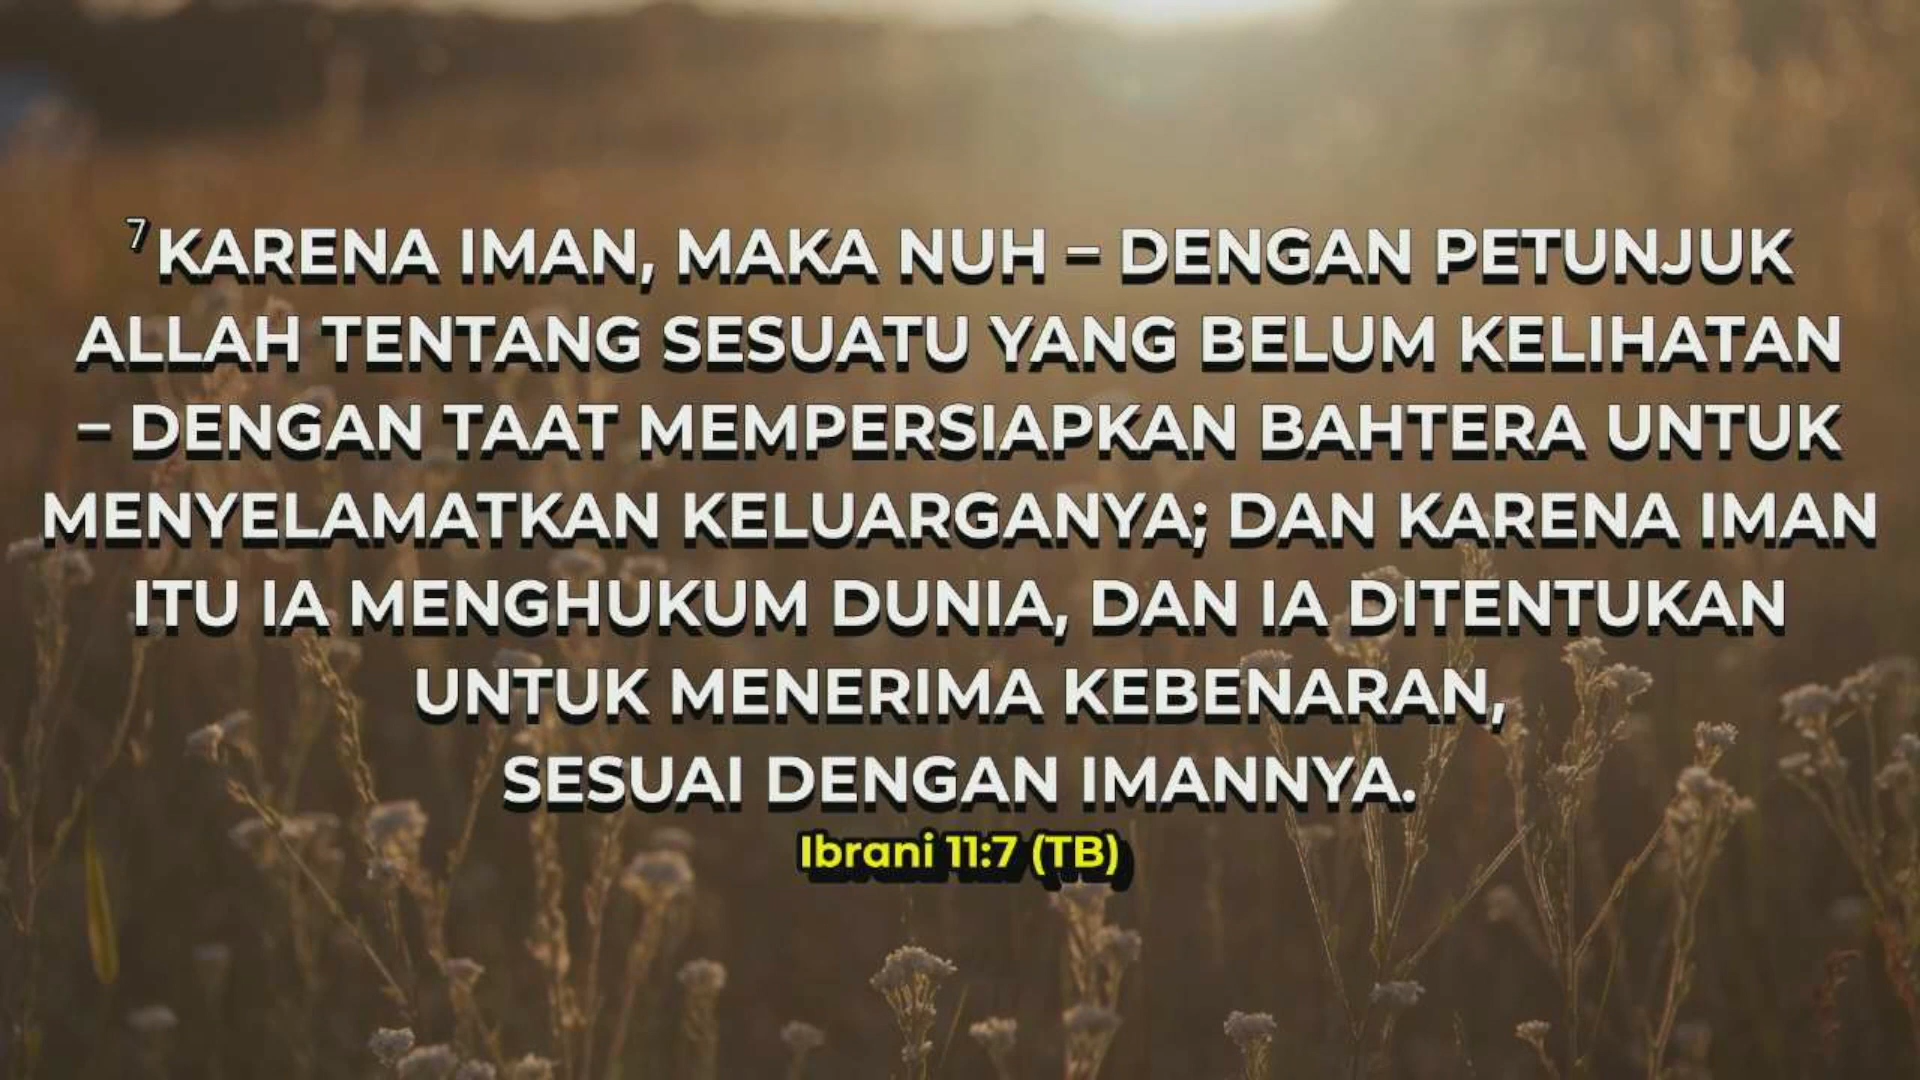 7 KARENA IMAN, MAKA NUH – DENGAN PETUNJUK
ALLAH TENTANG SESUATU YANG BELUM KELIHATAN
– DENGAN TAAT MEMPERSIAPKAN BAHTERA UNTUK
MENYELAMATKAN KELUARGANYA; DAN KARENA IMAN
ITU IA MENGHUKUM DUNIA, DAN IA DITENTUKAN
UNTUK MENERIMA KEBENARAN,
SESUAI DENGAN IMANNYA.
Ibrani 11:7 (TB)